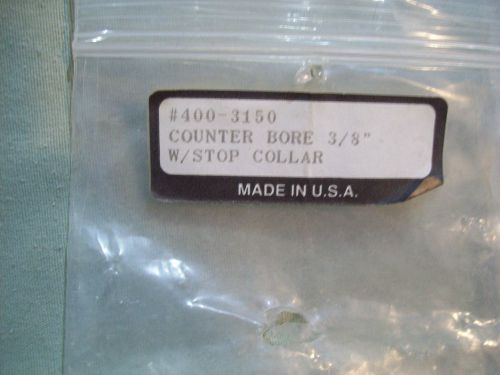 #400-3150
COUNTER BORE 3/8"
W/STOP COLLAR
MADE IN U.S.A.